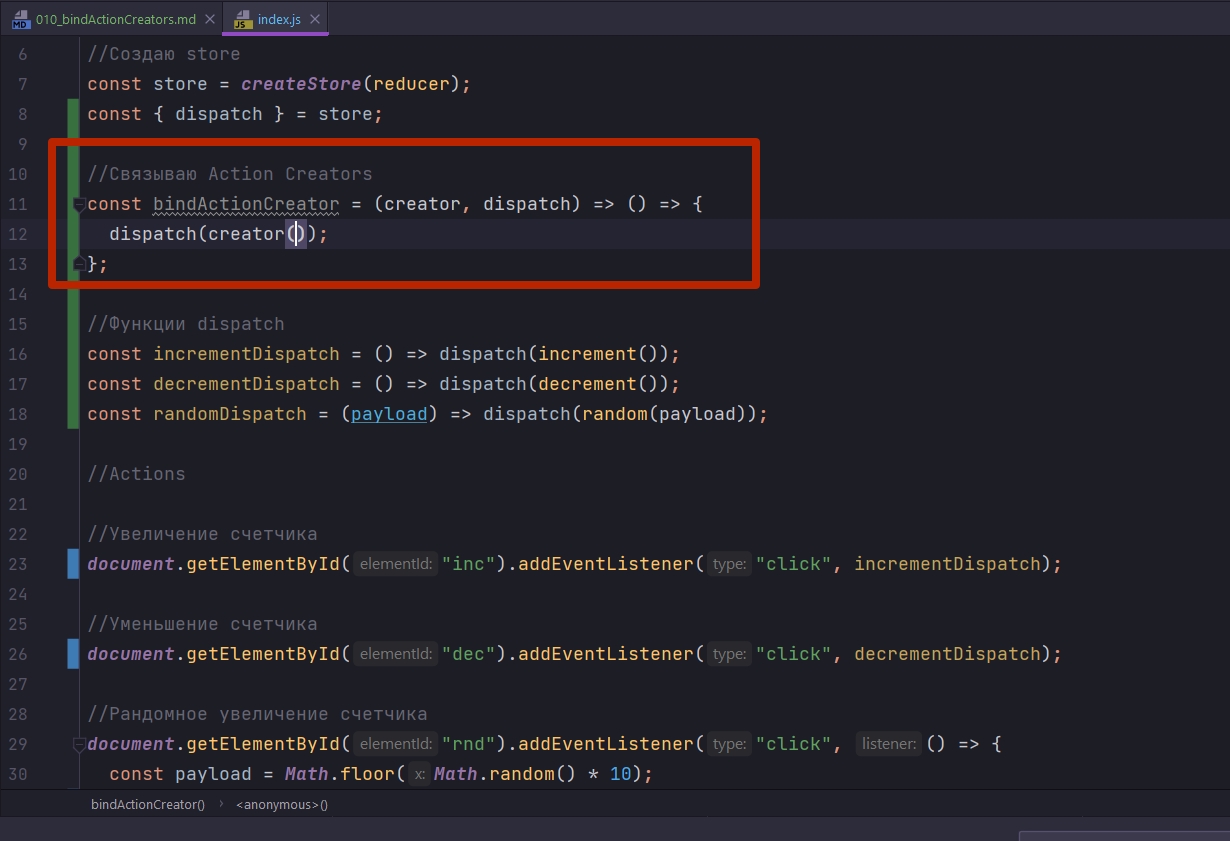 MD 010_bindActionCreators.md × JS index.js ×
6 //Создаю store
7 const store = createStore(reducer);
8 const { dispatch } = store;
9
10 //Связываю Action Creators
11 const bindActionCreator = (creator, dispatch) => () => {
12 dispatch(creator());
13 };
14
15 //Функции dispatch
16 const incrementDispatch = () => dispatch(increment());
17 const decrementDispatch = () => dispatch(decrement());
18 const randomDispatch = (payload) => dispatch(random(payload));
19
20 //Actions
21
22 //Увеличение счетчика
23 document.getElementById( elementId: "inc").addEventListener( type: "click", incrementDispatch);
24
25 //Уменьшение счетчика
26 document.getElementById( elementId: "dec").addEventListener( type: "click", decrementDispatch);
27
28 //Рандомное увеличение счетчика
29 document.getElementById( elementId: "rnd").addEventListener( type: "click", listener: () => {
30 const payload = Math.floor( x: Math.random() * 10);
bindActionCreator() › <anonymous>()